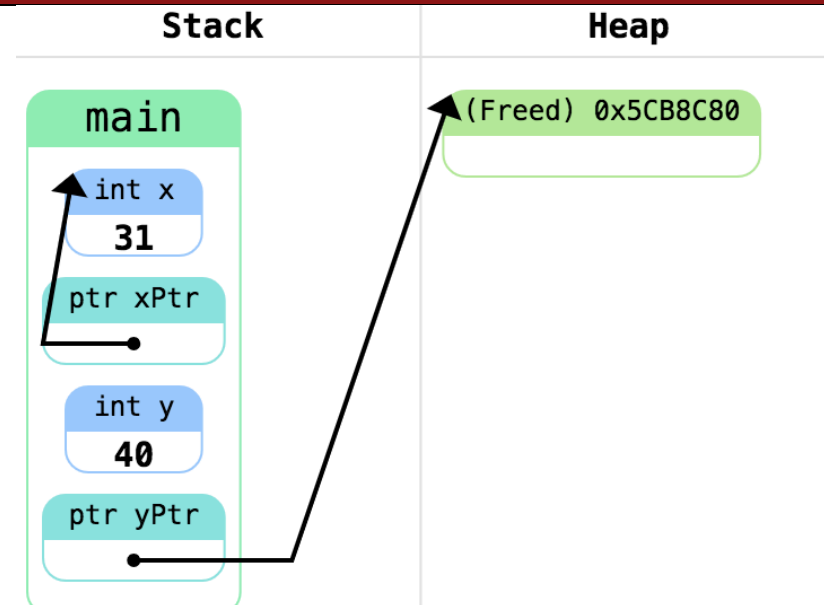 Stack
Heap
main
int x
31
ptr xPtr
int y
40
ptr yPtr
(Freed) 0x5CB8C80